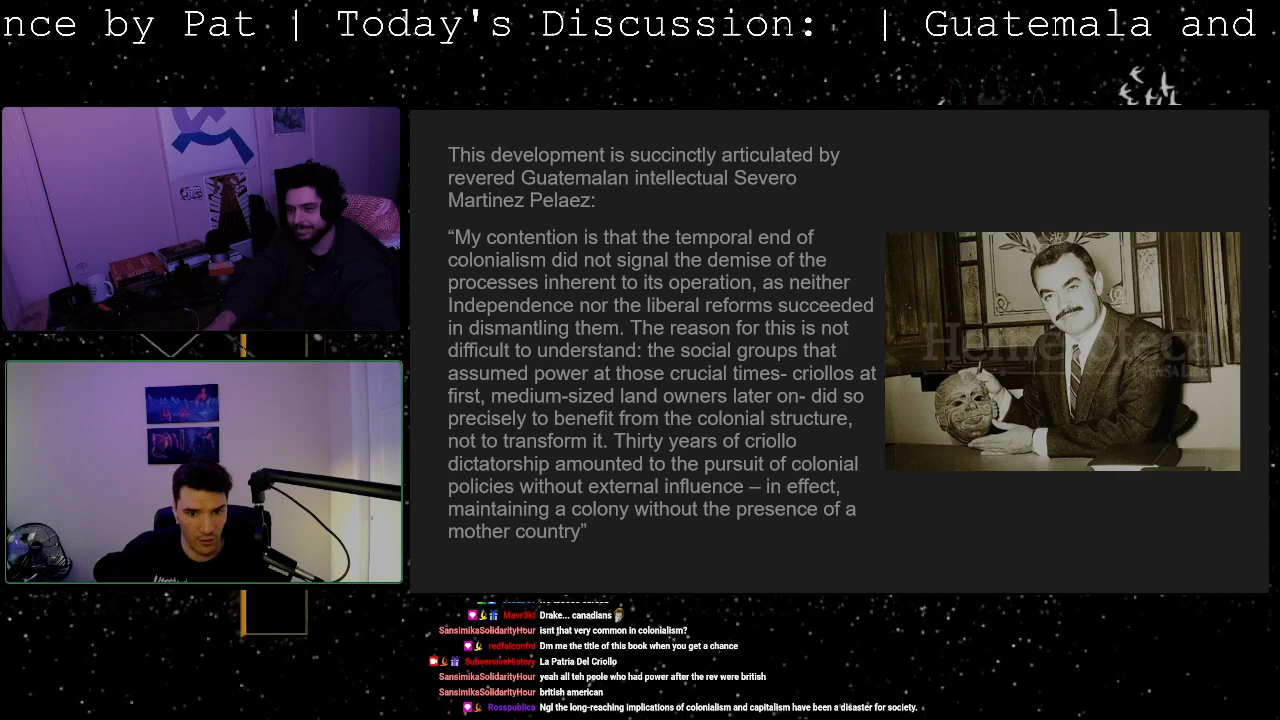 nce by Pat | Today's Discussion:  | Guatemala and
This development is succinctly articulated by
revered Guatemalan intellectual Severo
Martinez Pelaez:
“My contention is that the temporal end of
colonialism did not signal the demise of the
processes inherent to its operation, as neither
Independence nor the liberal reforms succeeded
in dismantling them. The reason for this is not
difficult to understand: the social groups that
assumed power at those crucial times- criollos at
first, medium-sized land owners later on- did so
precisely to benefit from the colonial structure,
not to transform it. Thirty years of criollo
dictatorship amounted to the pursuit of colonial
policies without external influence – in effect,
maintaining a colony without the presence of a
mother country”
Mavr3kt Drake... canadians
SansimikaSolidarityHour isnt that very common in colonialism?
redfalconfni Dm me the title of this book when you get a chance
SubversiveHistory La Patria Del Criollo
SansimikaSolidarityHour yeah all teh peole who had power after the rev were british
SansimikaSolidarityHour british american
Rosspublica Ngl the long-reaching implications of colonialism and capitalism have been a disaster for society.